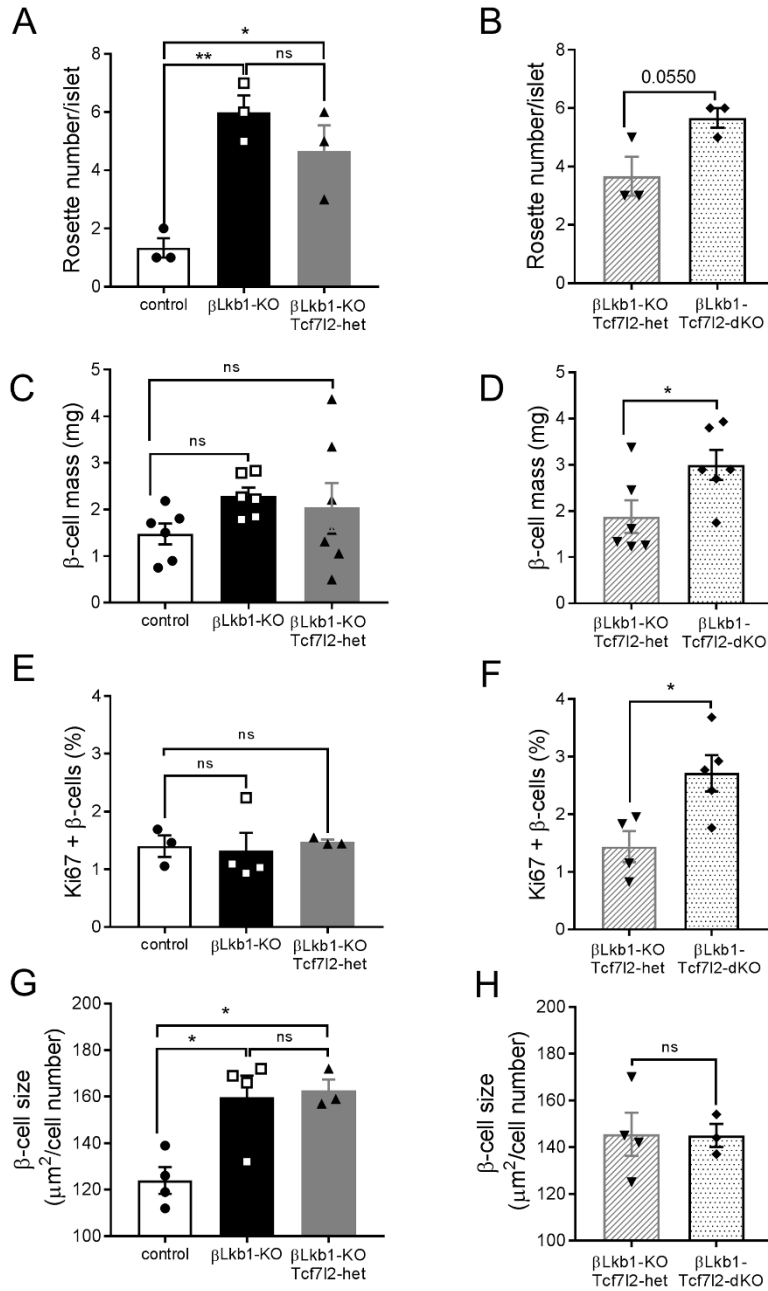 A
Rosette number/islet
8
6
4
2
0
*
**
ns
control
βLkb1-KO
βLkb1-KO
Tcf7l2-het
B
Rosette number/islet
8
6
4
2
0
0.0550
βLkb1-KO
Tcf7l2-het
βLkb1-
Tcf7l2-dKO
C
β-cell mass (mg)
5
4
3
2
1
0
ns
ns
control
βLkb1-KO
βLkb1-KO
Tcf7l2-het
D
β-cell mass (mg)
5
4
3
2
1
0
*
βLkb1-KO
Tcf7l2-het
βLkb1-
Tcf7l2-dKO
E
Ki67 + β-cells (%)
4
3
2
1
0
ns
ns
control
βLkb1-KO
βLkb1-KO
Tcf7l2-het
F
Ki67 + β-cells (%)
4
3
2
1
0
*
βLkb1-KO
Tcf7l2-het
βLkb1-
Tcf7l2-dKO
G
β-cell size
(μm²/cell number)
200
180
160
140
120
100
*
*
ns
control
βLkb1-KO
βLkb1-KO
Tcf7l2-het
H
β-cell size
(μm²/cell number)
200
180
160
140
120
100
ns
βLkb1-KO
Tcf7l2-het
βLkb1-
Tcf7l2-dKO